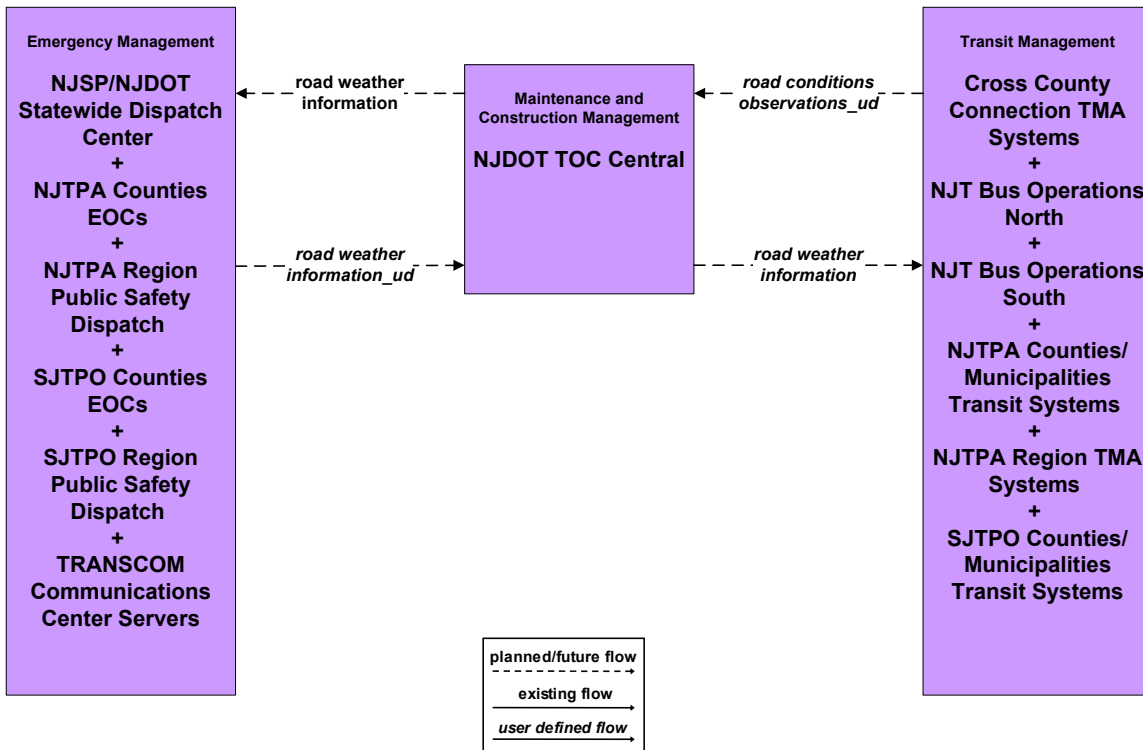 Emergency Management
NJSP/NJDOT
Statewide Dispatch
Center
+
NJTPA Counties
EOCs
+
NJTPA Region
Public Safety
Dispatch
+
SJTPO Counties
EOCs
+
SJTPO Region
Public Safety
Dispatch
+
TRANSCOM
Communications
Center Servers
road weather
information
road weather
information_ud
Maintenance and
Construction Management
NJDOT TOC Central
road conditions
observations_ud
road weather
information
Transit Management
Cross County
Connection TMA
Systems
+
NJT Bus Operations
North
+
NJT Bus Operations
South
+
NJTPA Counties/
Municipalities
Transit Systems
+
NJTPA Region TMA
Systems
+
SJTPO Counties/
Municipalities
Transit Systems
planned/future flow
existing flow
user defined flow